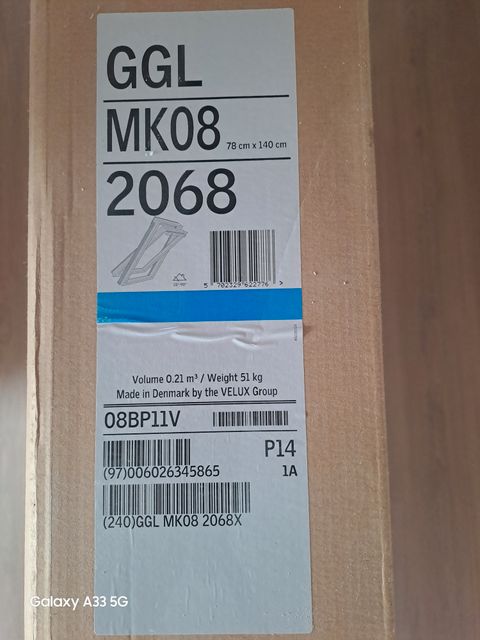 GGL
MK08 78 cm x 140 cm
2068
5 702329 622776 >
Volume 0.21 m³ / Weight 51 kg
Made in Denmark by the VELUX Group
08BP11V
P14
(97)006026345865 1A
(240)GGL MK08 2068X
Galaxy A33 5G